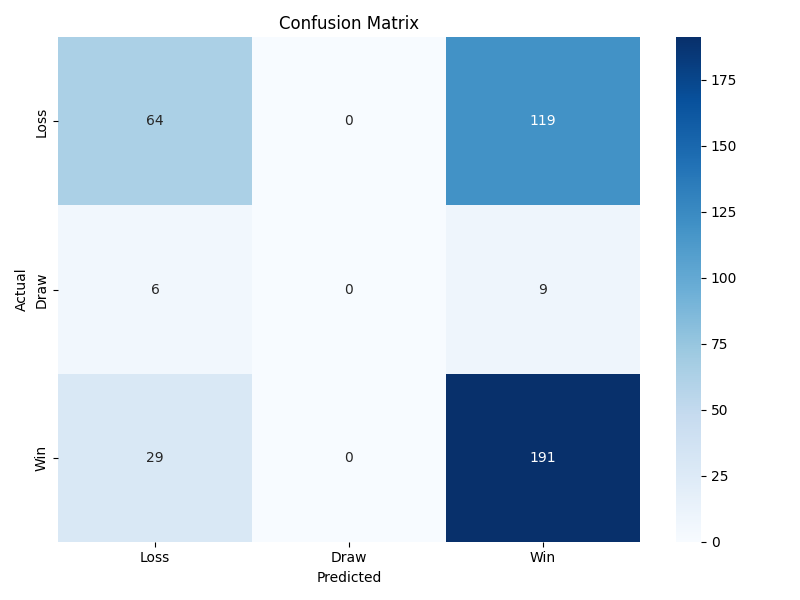 Confusion Matrix
Actual
Loss
64 0 119
Draw
6 0 9
Win
29 0 191
Loss Draw Win
Predicted
175
150
125
100
75
50
25
0